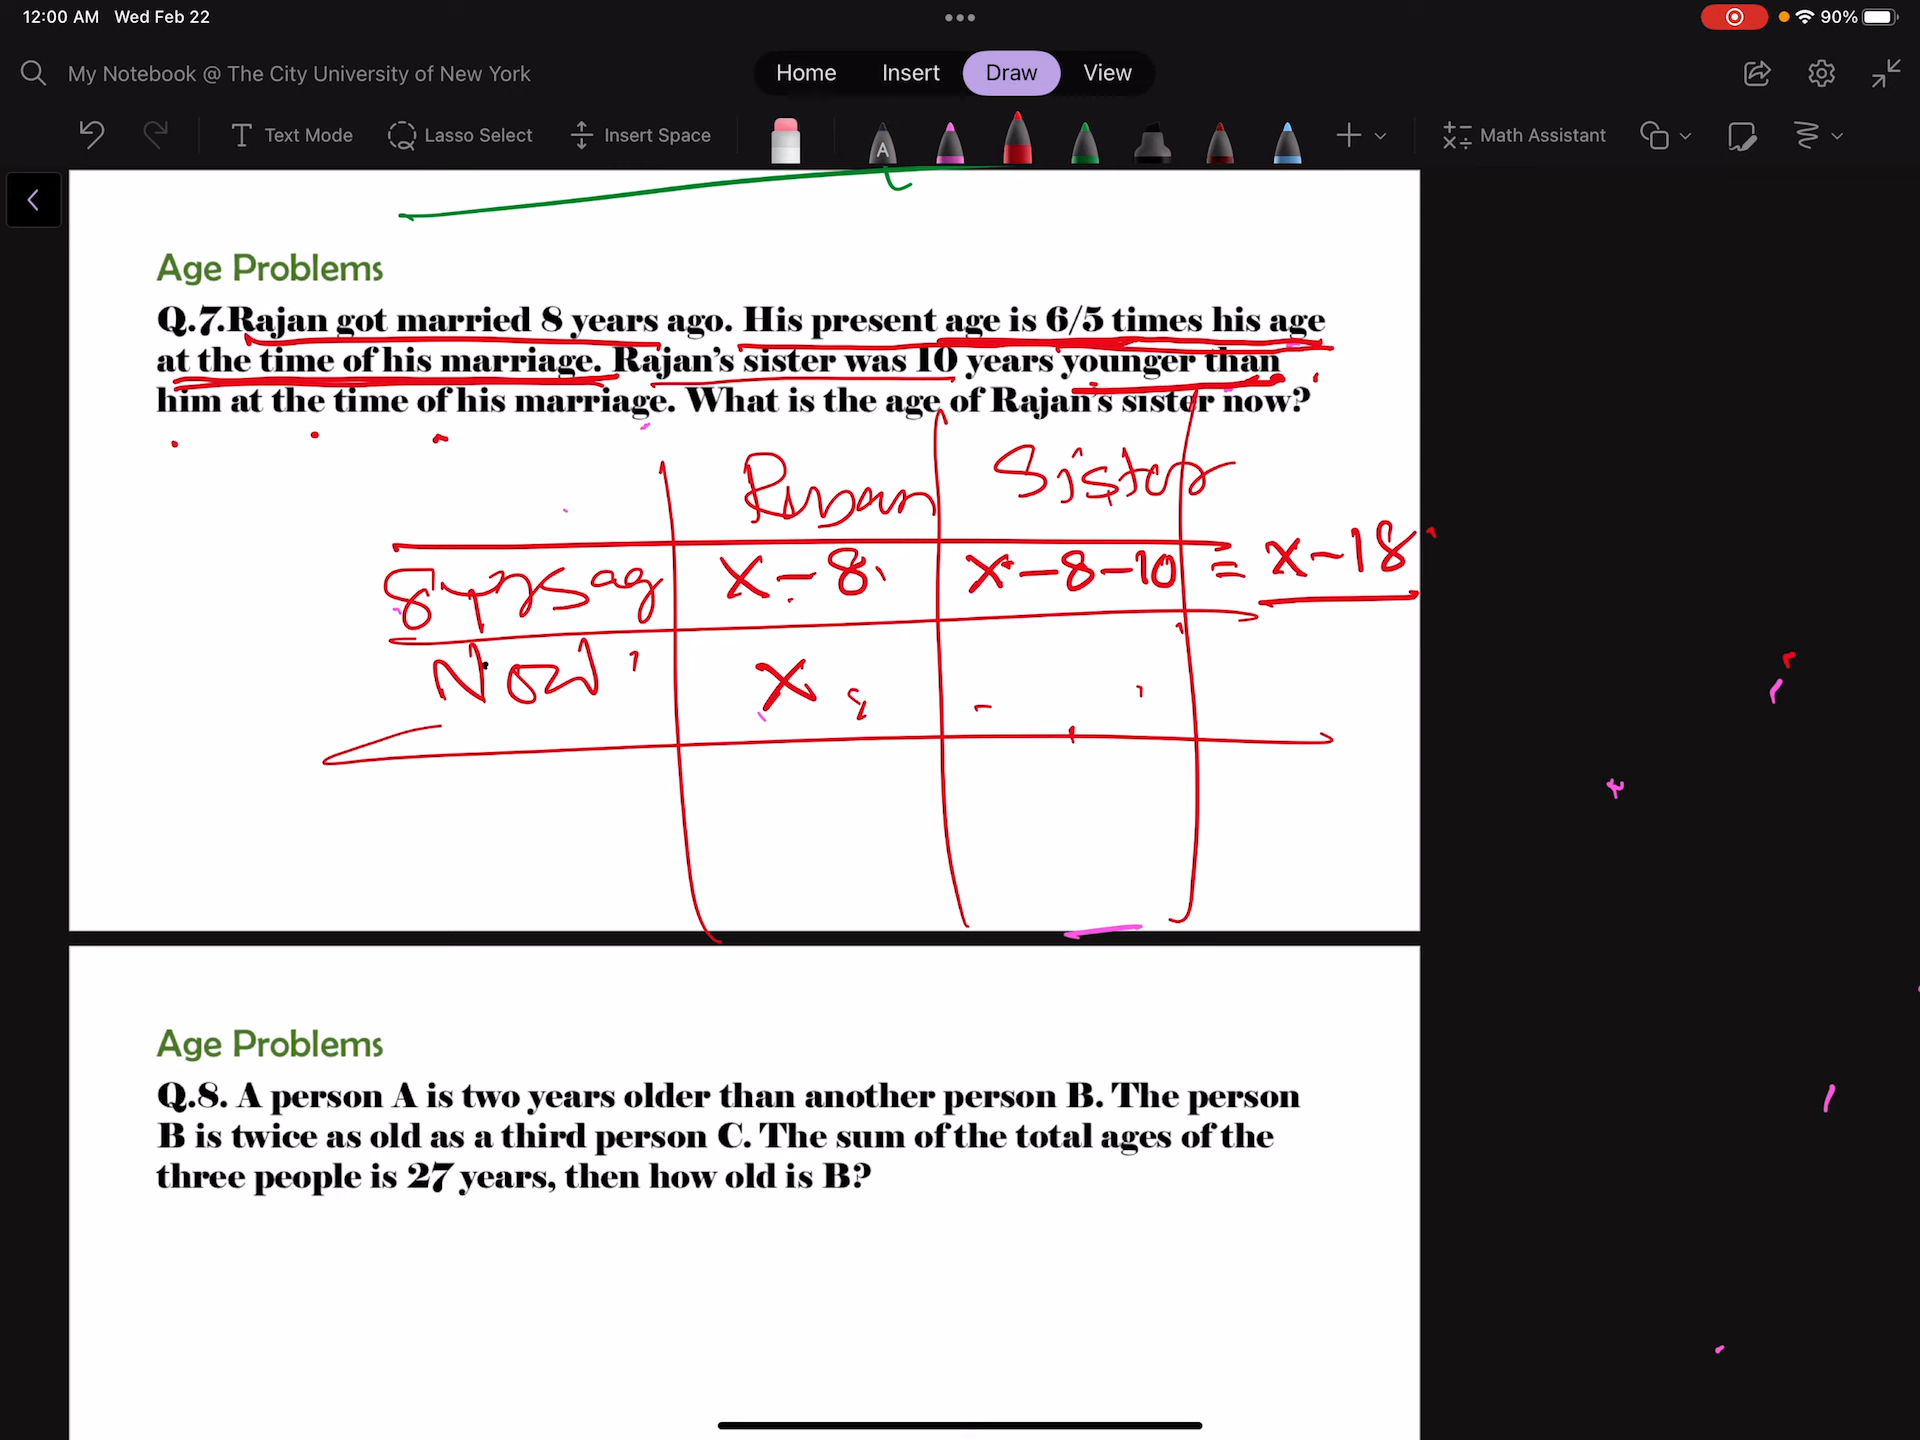 12:00 AM Wed Feb 22
90%
My Notebook @ The City University of New York
Home Insert Draw View
Text Mode Lasso Select Insert Space A Math Assistant
Age Problems
Q.7.Rajan got married 8 years ago. His present age is 6/5 times his age
at the time of his marriage. Rajan's sister was 10 years younger than
him at the time of his marriage. What is the age of Rajan's sister now?
Sister
8 yrs ag x-8 x-8-10 = x-18
Now x
Age Problems
Q.8. A person A is two years older than another person B. The person
B is twice as old as a third person C. The sum of the total ages of the
three people is 27 years, then how old is B?